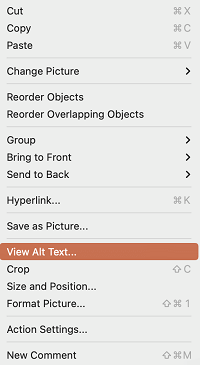 Cut ⌘X
Copy ⌘C
Paste ⌘V
Change Picture
Reorder Objects
Reorder Overlapping Objects
Group
Bring to Front
Send to Back
Hyperlink... ⌘K
Save as Picture...
View Alt Text...
Crop ⇧C
Size and Position...
Format Picture... ⇧⌘1
Action Settings...
New Comment ⇧⌘M